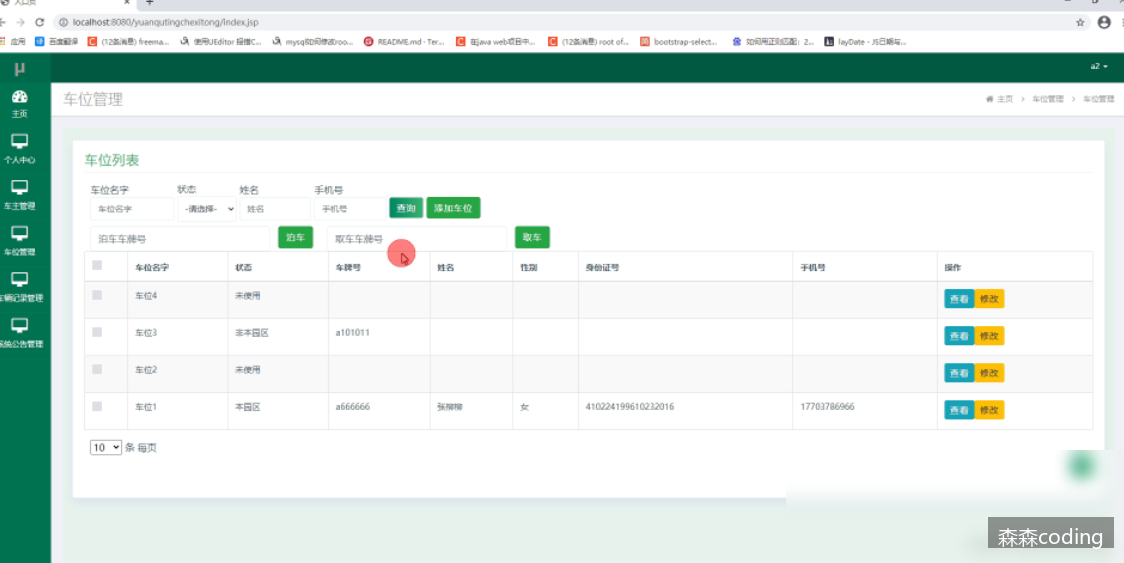 入口页
localhost:8080/yuanqutingchexitong/index.jsp
应用 百度翻译 (12条消息) freema... 使用UEditor 报错C... mysql如何修改roo... README.md · Ter... 在java web项目中... (12条消息) root of... bootstrap-select... 如何用正则匹配：2... layDate - JS日期与...
μ
a2
主页
个人中心
车主管理
车位管理
车辆记录管理
系统公告管理
车位管理
主页 > 车位管理 > 车位管理
车位列表
车位名字 状态 姓名 手机号
车位名字 -请选择- 姓名 手机号 查询 添加车位
泊车车牌号 泊车 取车车牌号 取车
车位名字 状态 车牌号 姓名 性别 身份证号 手机号 操作
车位4 未使用 查看 修改
车位3 非本园区 a101011 查看 修改
车位2 未使用 查看 修改
车位1 本园区 a666666 张柳柳 女 410224199610232016 17703786966 查看 修改
10 条 每页
森森coding